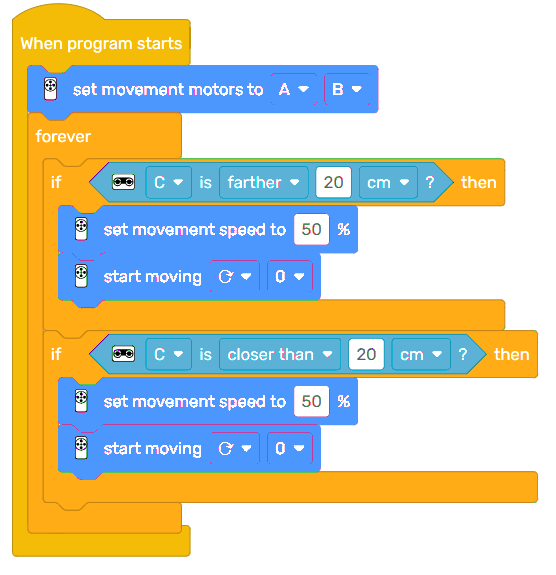 When program starts
set movement motors to A B
forever
if C is farther 20 cm ? then
set movement speed to 50 %
start moving 0
if C is closer than 20 cm ? then
set movement speed to 50 %
start moving 0